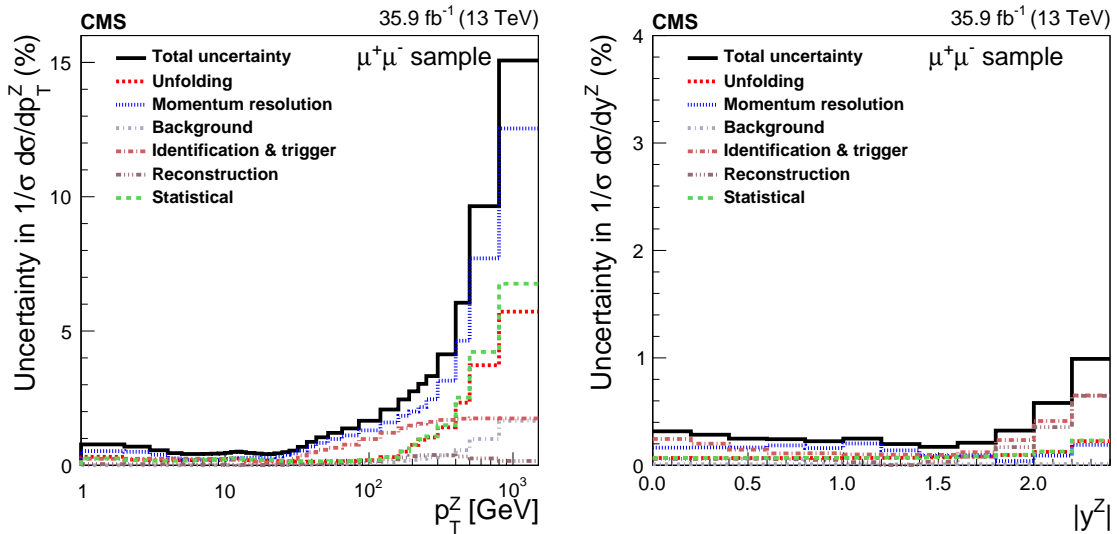 CMS 35.9 fb⁻¹ (13 TeV)
μ⁺μ⁻ sample
Total uncertainty
Unfolding
Momentum resolution
Background
Identification & trigger
Reconstruction
Statistical
Uncertainty in 1/σ dσ/dp_T^Z (%)
15
10
5
0
1 10 10² 10³
p_T^Z [GeV]
CMS 35.9 fb⁻¹ (13 TeV)
μ⁺μ⁻ sample
Total uncertainty
Unfolding
Momentum resolution
Background
Identification & trigger
Reconstruction
Statistical
Uncertainty in 1/σ dσ/dy^Z (%)
4
3
2
1
0
0.0 0.5 1.0 1.5 2.0
|y^Z|